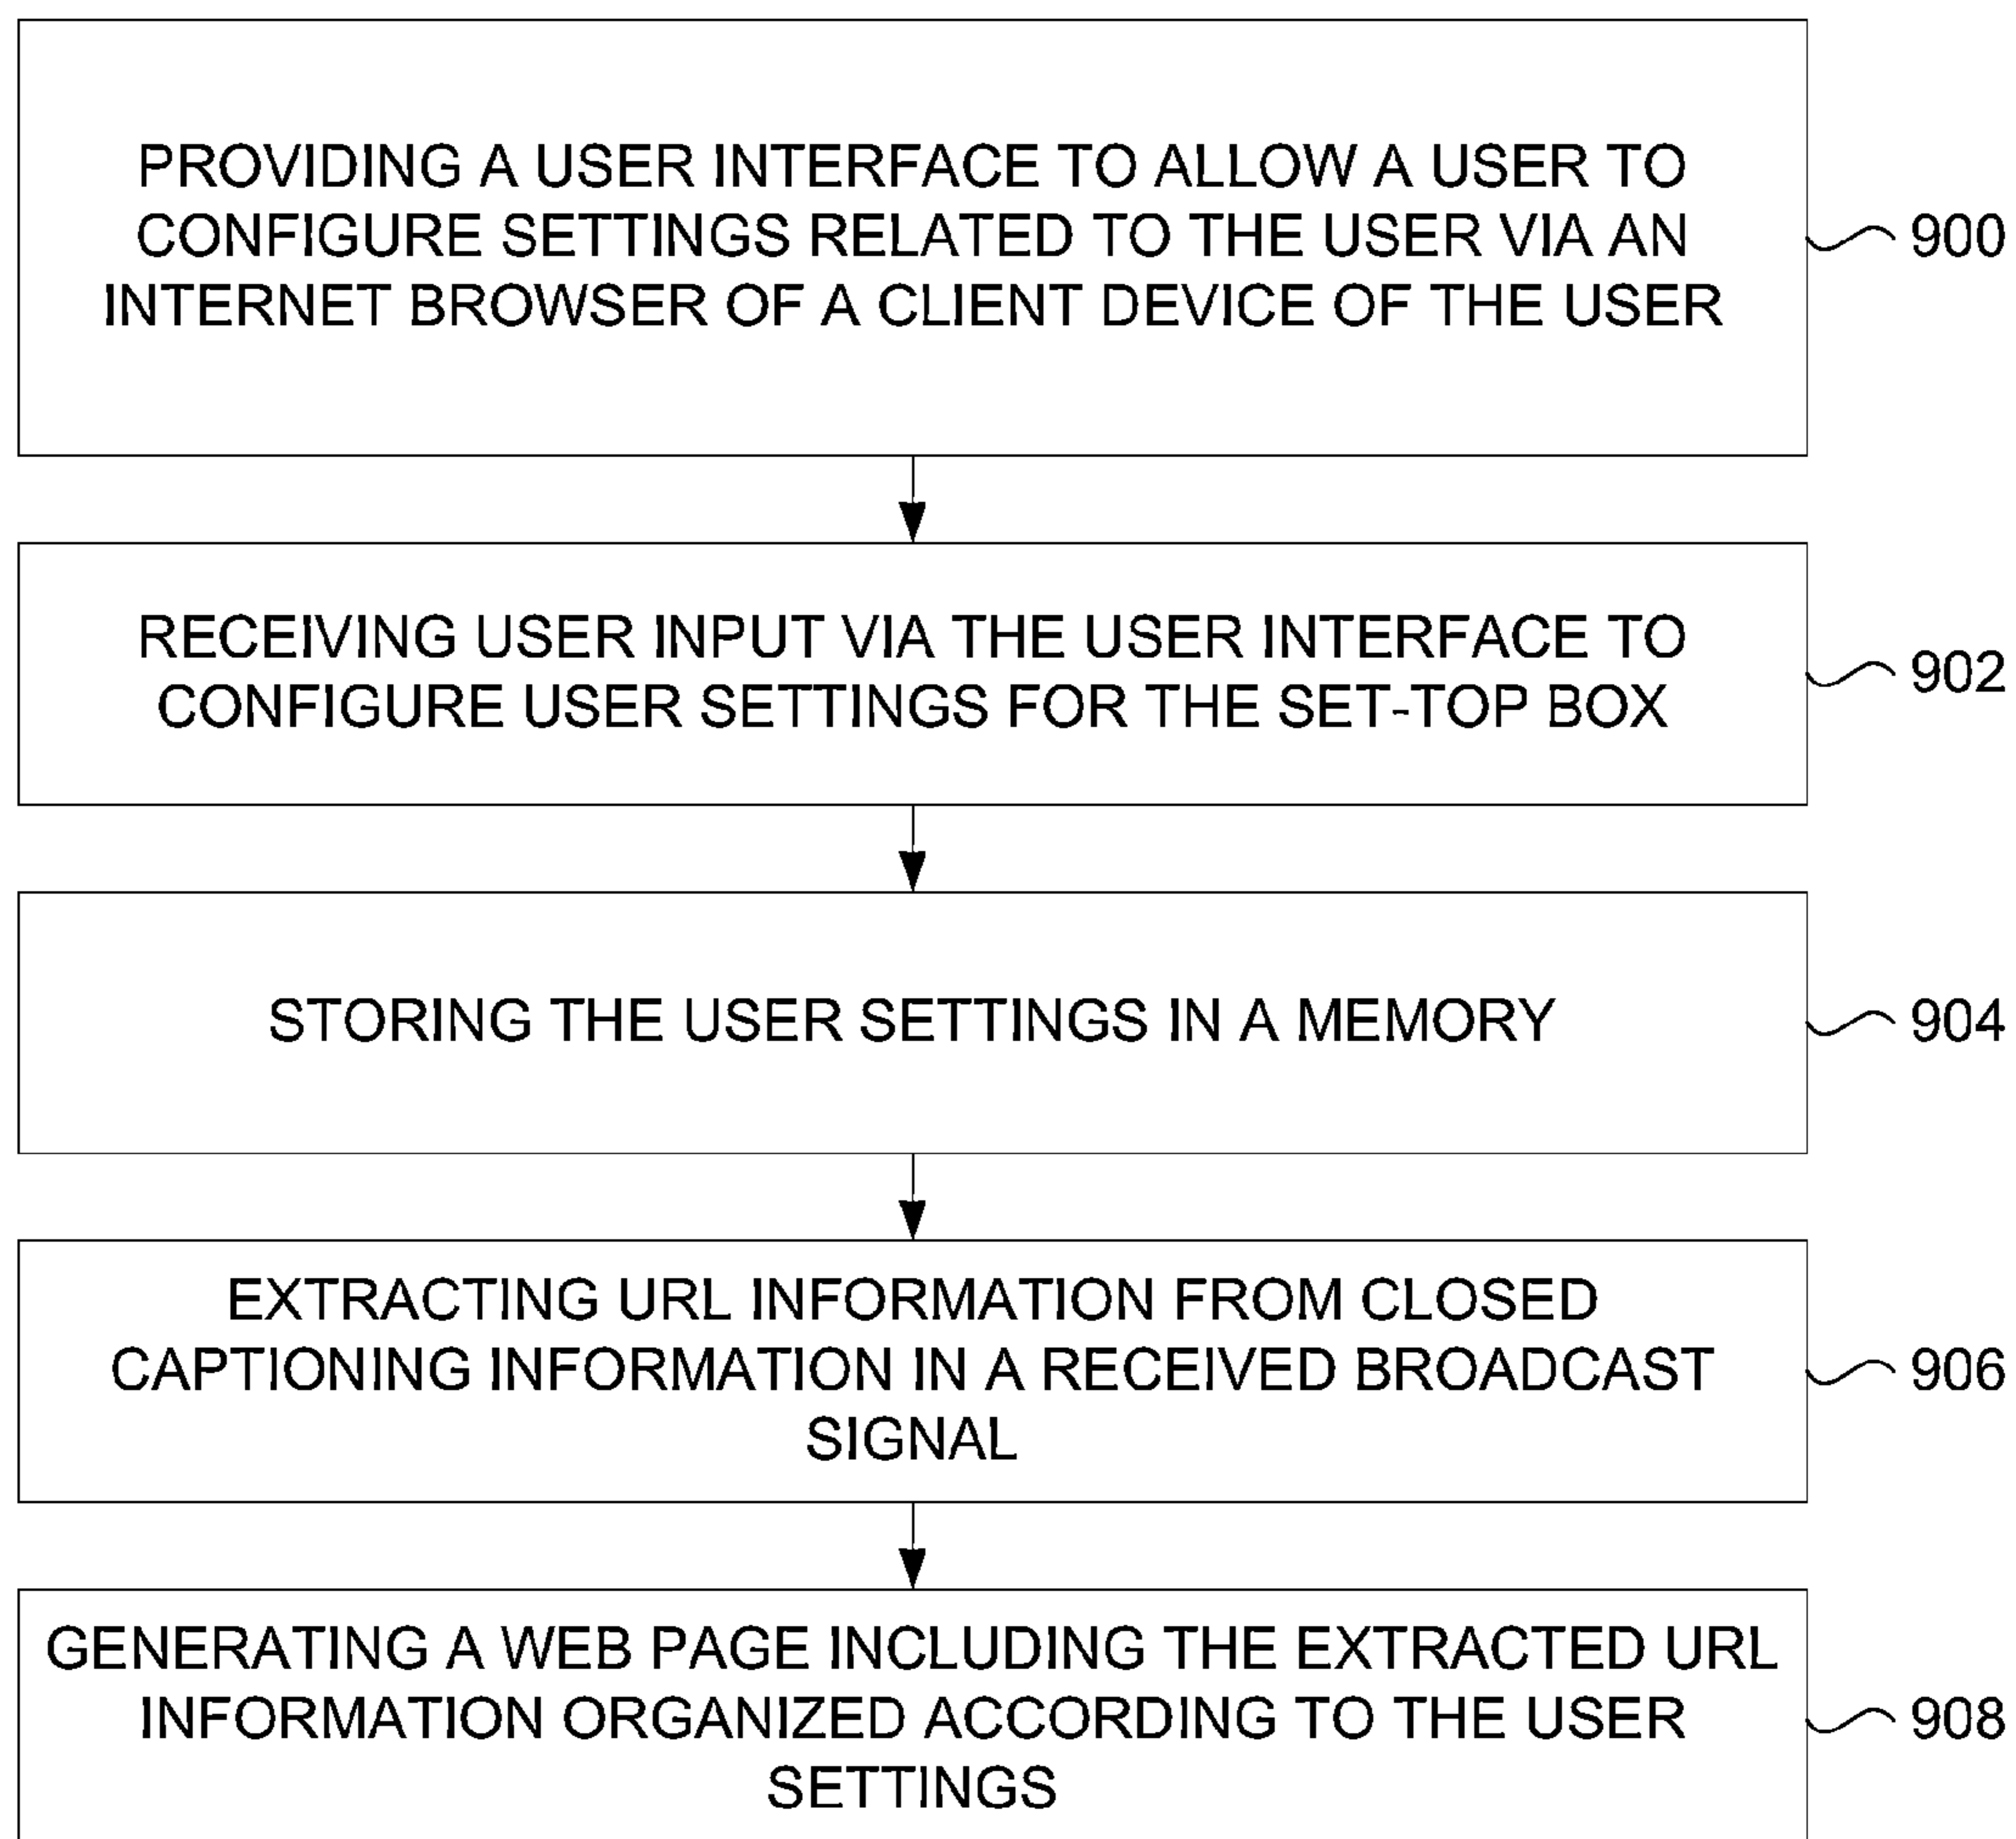 PROVIDING A USER INTERFACE TO ALLOW A USER TO
CONFIGURE SETTINGS RELATED TO THE USER VIA AN
INTERNET BROWSER OF A CLIENT DEVICE OF THE USER
900
RECEIVING USER INPUT VIA THE USER INTERFACE TO
CONFIGURE USER SETTINGS FOR THE SET-TOP BOX
902
STORING THE USER SETTINGS IN A MEMORY
904
EXTRACTING URL INFORMATION FROM CLOSED
CAPTIONING INFORMATION IN A RECEIVED BROADCAST
SIGNAL
906
GENERATING A WEB PAGE INCLUDING THE EXTRACTED URL
INFORMATION ORGANIZED ACCORDING TO THE USER
SETTINGS
908